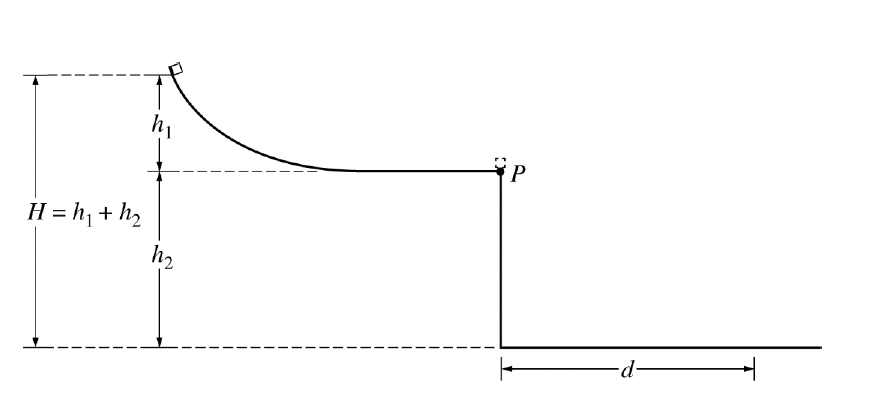 h₁
P
H = h₁ + h₂
h₂
d